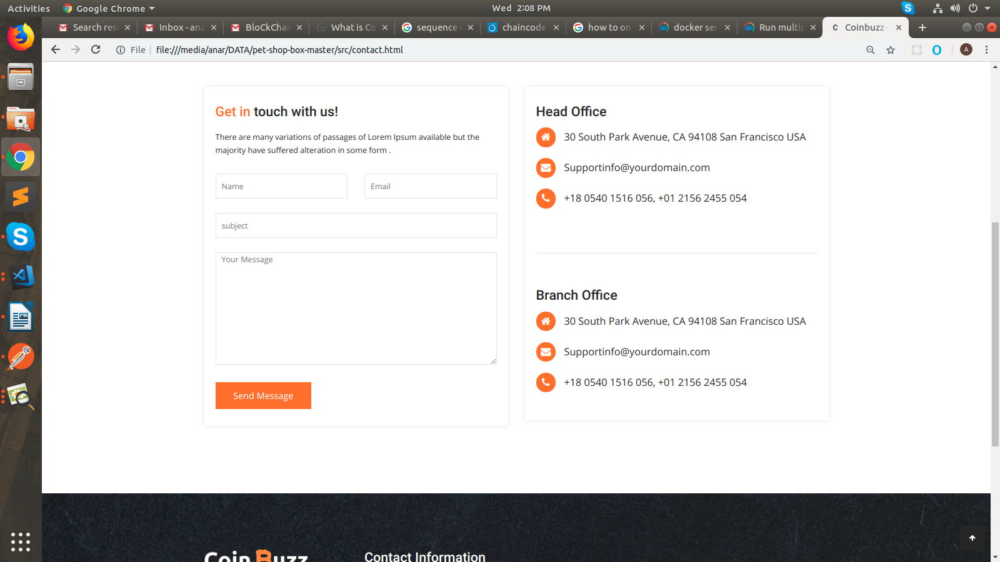 Activities
Google Chrome
Wed 2:08 PM
Search res
Inbox - ana
BloCkChai
What is Co
sequence
chaincode
how to on
docker ser
Run multip
C Coinbuzz -
File
file:///media/anar/DATA/pet-shop-box-master/src/contact.html
A
Get in touch with us!
There are many variations of passages of Lorem Ipsum available but the
majority have suffered alteration in some form .
Name
Email
subject
Your Message
Send Message
Head Office
30 South Park Avenue, CA 94108 San Francisco USA
Supportinfo@yourdomain.com
+18 0540 1516 056, +01 2156 2455 054
Branch Office
30 South Park Avenue, CA 94108 San Francisco USA
Supportinfo@yourdomain.com
+18 0540 1516 056, +01 2156 2455 054
Coin Buzz
Contact Information